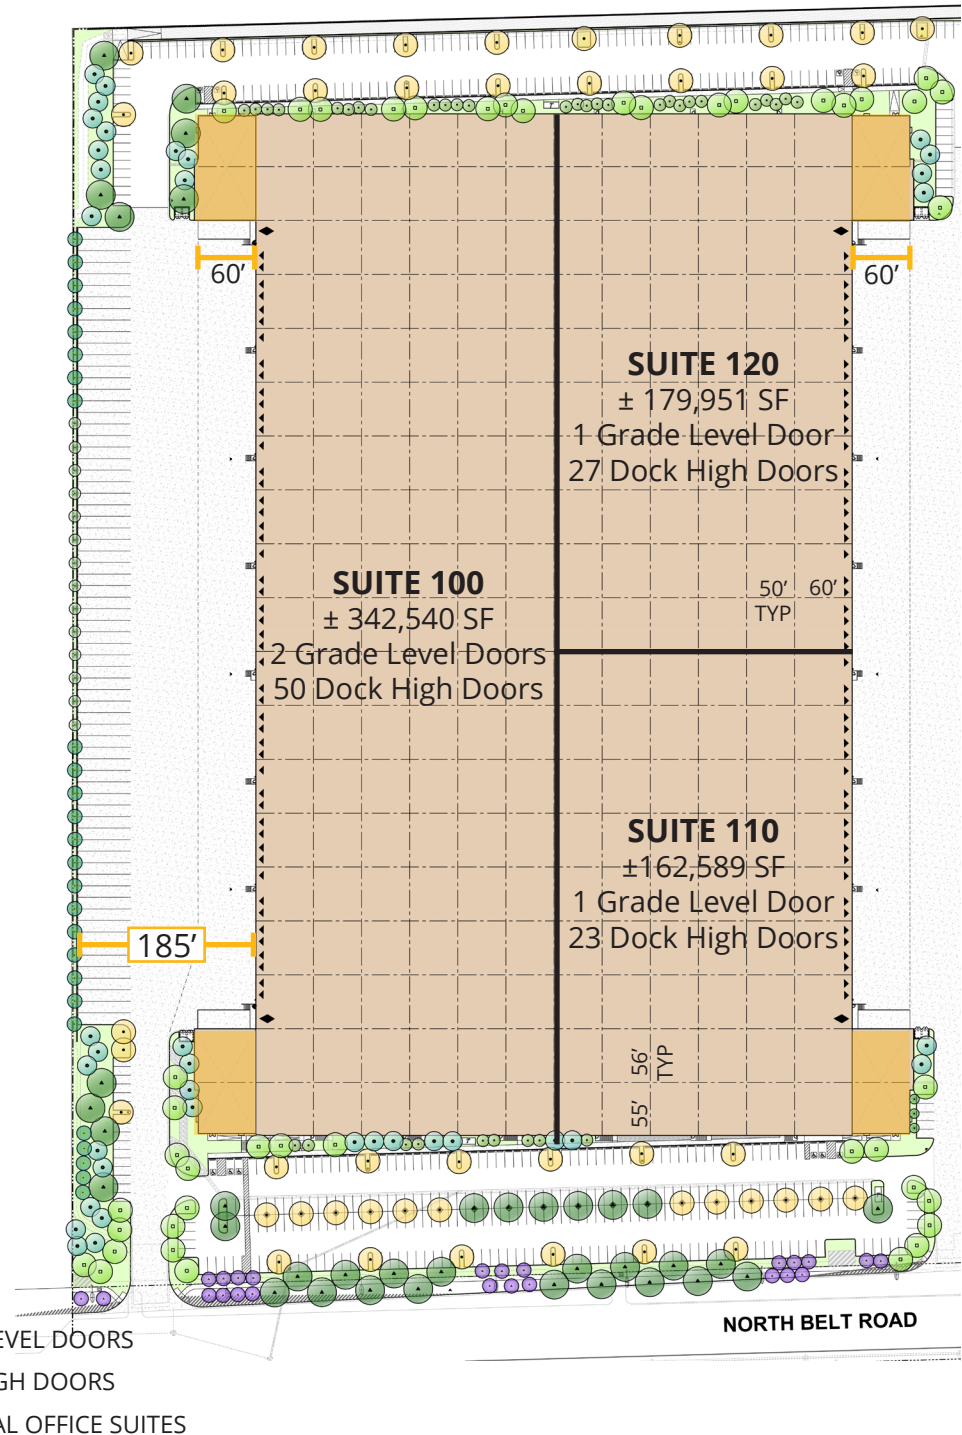 60’
60’
SUITE 120
± 179,951 SF
1 Grade Level Door
27 Dock High Doors
50’ 60’
TYP
SUITE 100
± 342,540 SF
2 Grade Level Doors
50 Dock High Doors
SUITE 110
±162,589 SF
1 Grade Level Door
23 Dock High Doors
185’
55’ 56’
TYP
NORTH BELT ROAD
EVEL DOORS
GH DOORS
AL OFFICE SUITES